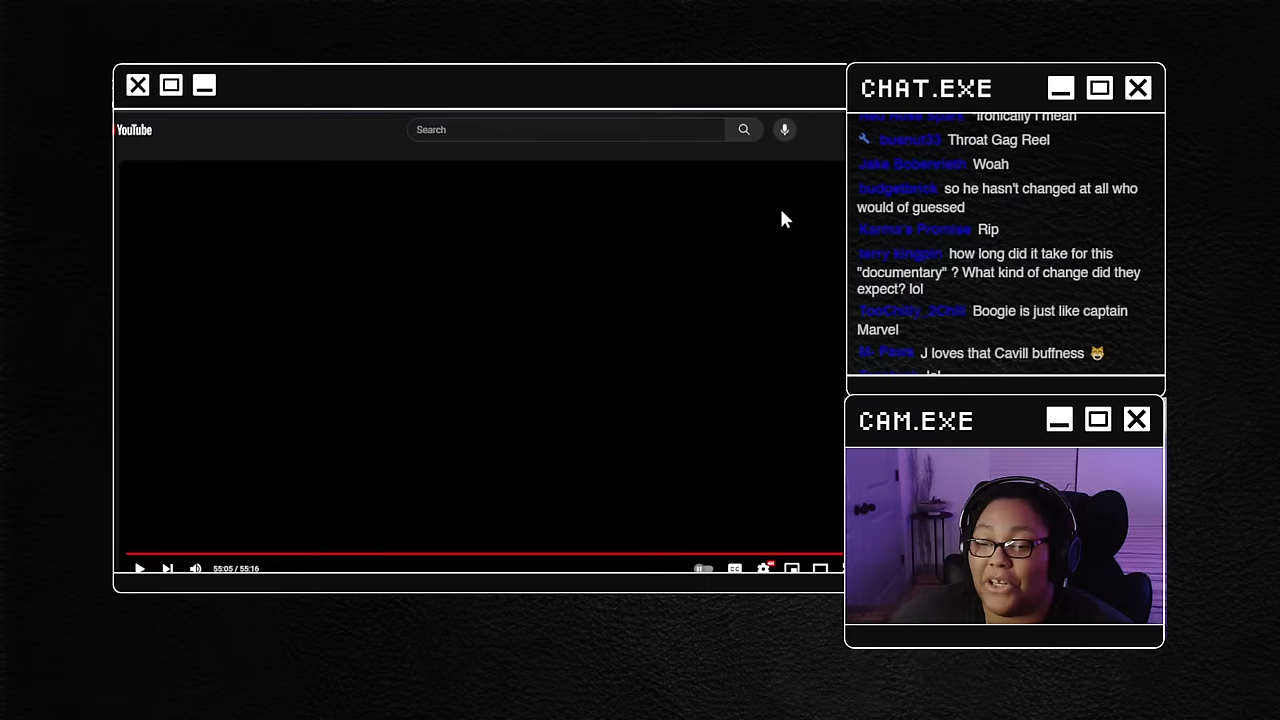 YouTube
Search
55:05 / 55:16
CHAT.EXE
"Ironically I mean
Throat Gag Reel
Woah
so he hasn't changed at all who
would of guessed
Rip
how long did it take for this
"documentary" ? What kind of change did they
expect? lol
Boogie is just like captain
Marvel
J loves that Cavill buffness
CAM.EXE